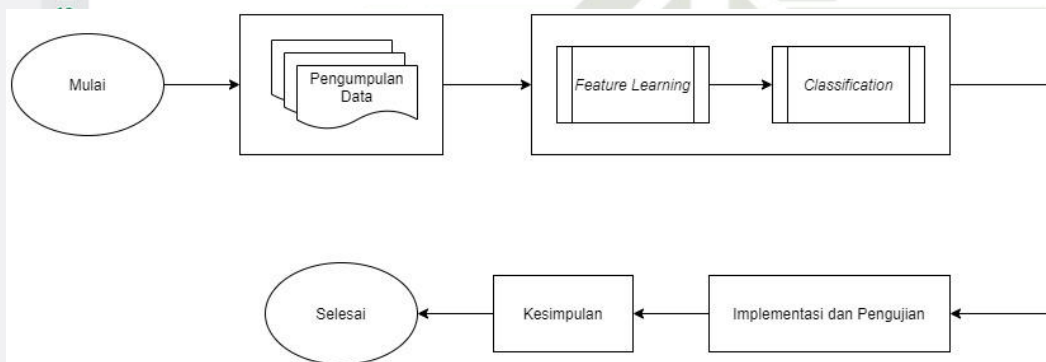 Mulai
Pengumpulan
Data
Feature Learning
Classification
Selesai
Kesimpulan
Implementasi dan Pengujian